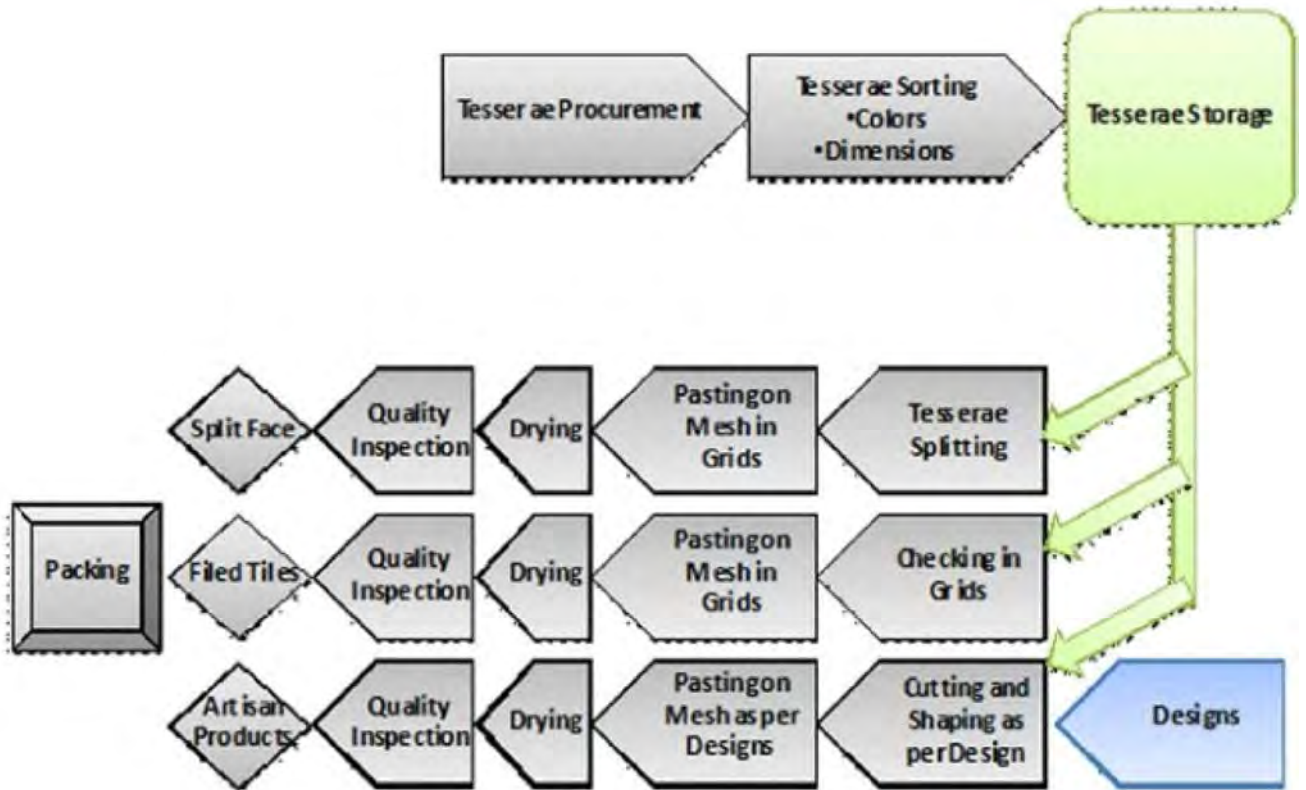 Tesserae Procurement
Tesserae Sorting
•Colors
•Dimensions
Tesserae Storage
Split Face
Quality
Inspection
Drying
Pasting on
Mesh in
Grids
Tesserae
Splitting
Packing
Filed Tiles
Quality
Inspection
Drying
Pasting on
Mesh in
Grids
Checking in
Grids
Artisan
Products
Quality
Inspection
Drying
Pasting on
Mesh as per
Designs
Cutting and
Shaping as
per Design
Designs